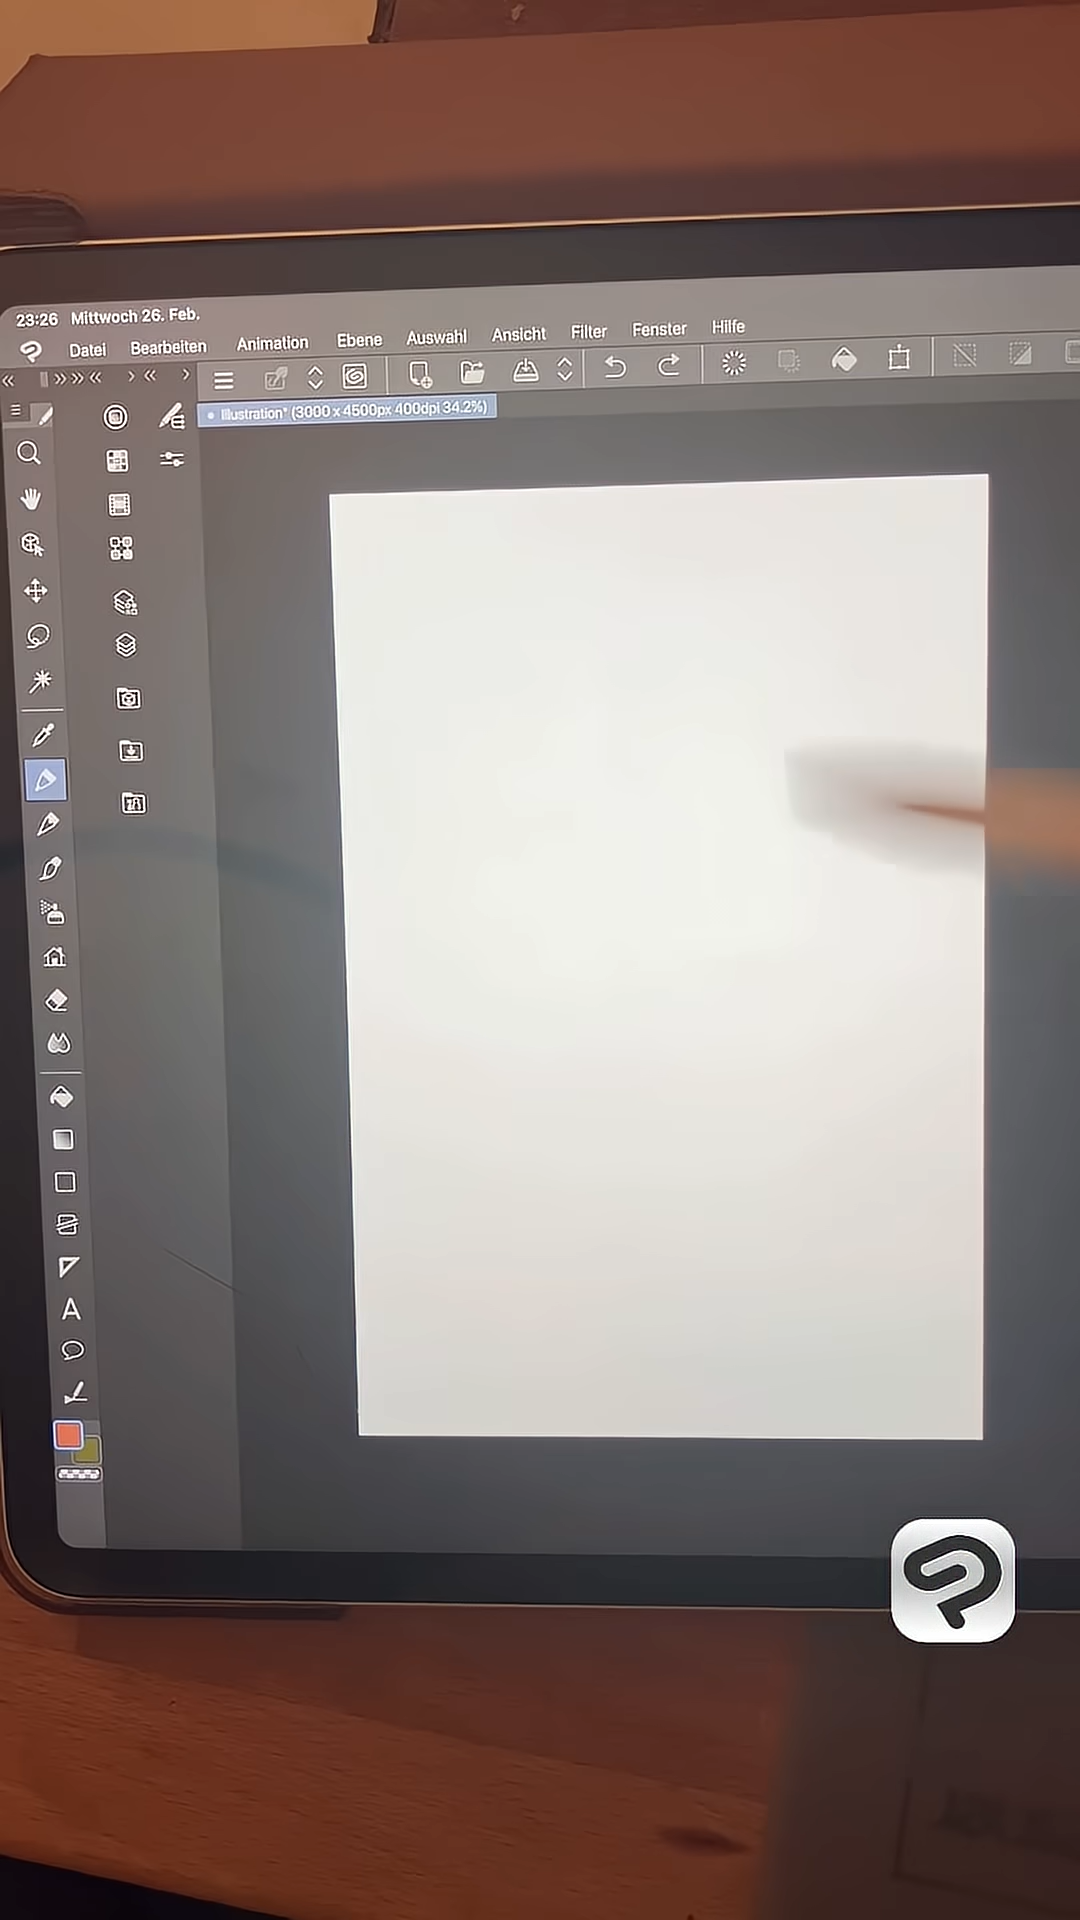 23:26 Mittwoch 26. Feb.
Datei Bearbeiten Animation Ebene Auswahl Ansicht Filter Fenster Hilfe
Illustration* (3000 x 4500px 400dpi 34.2%)
A